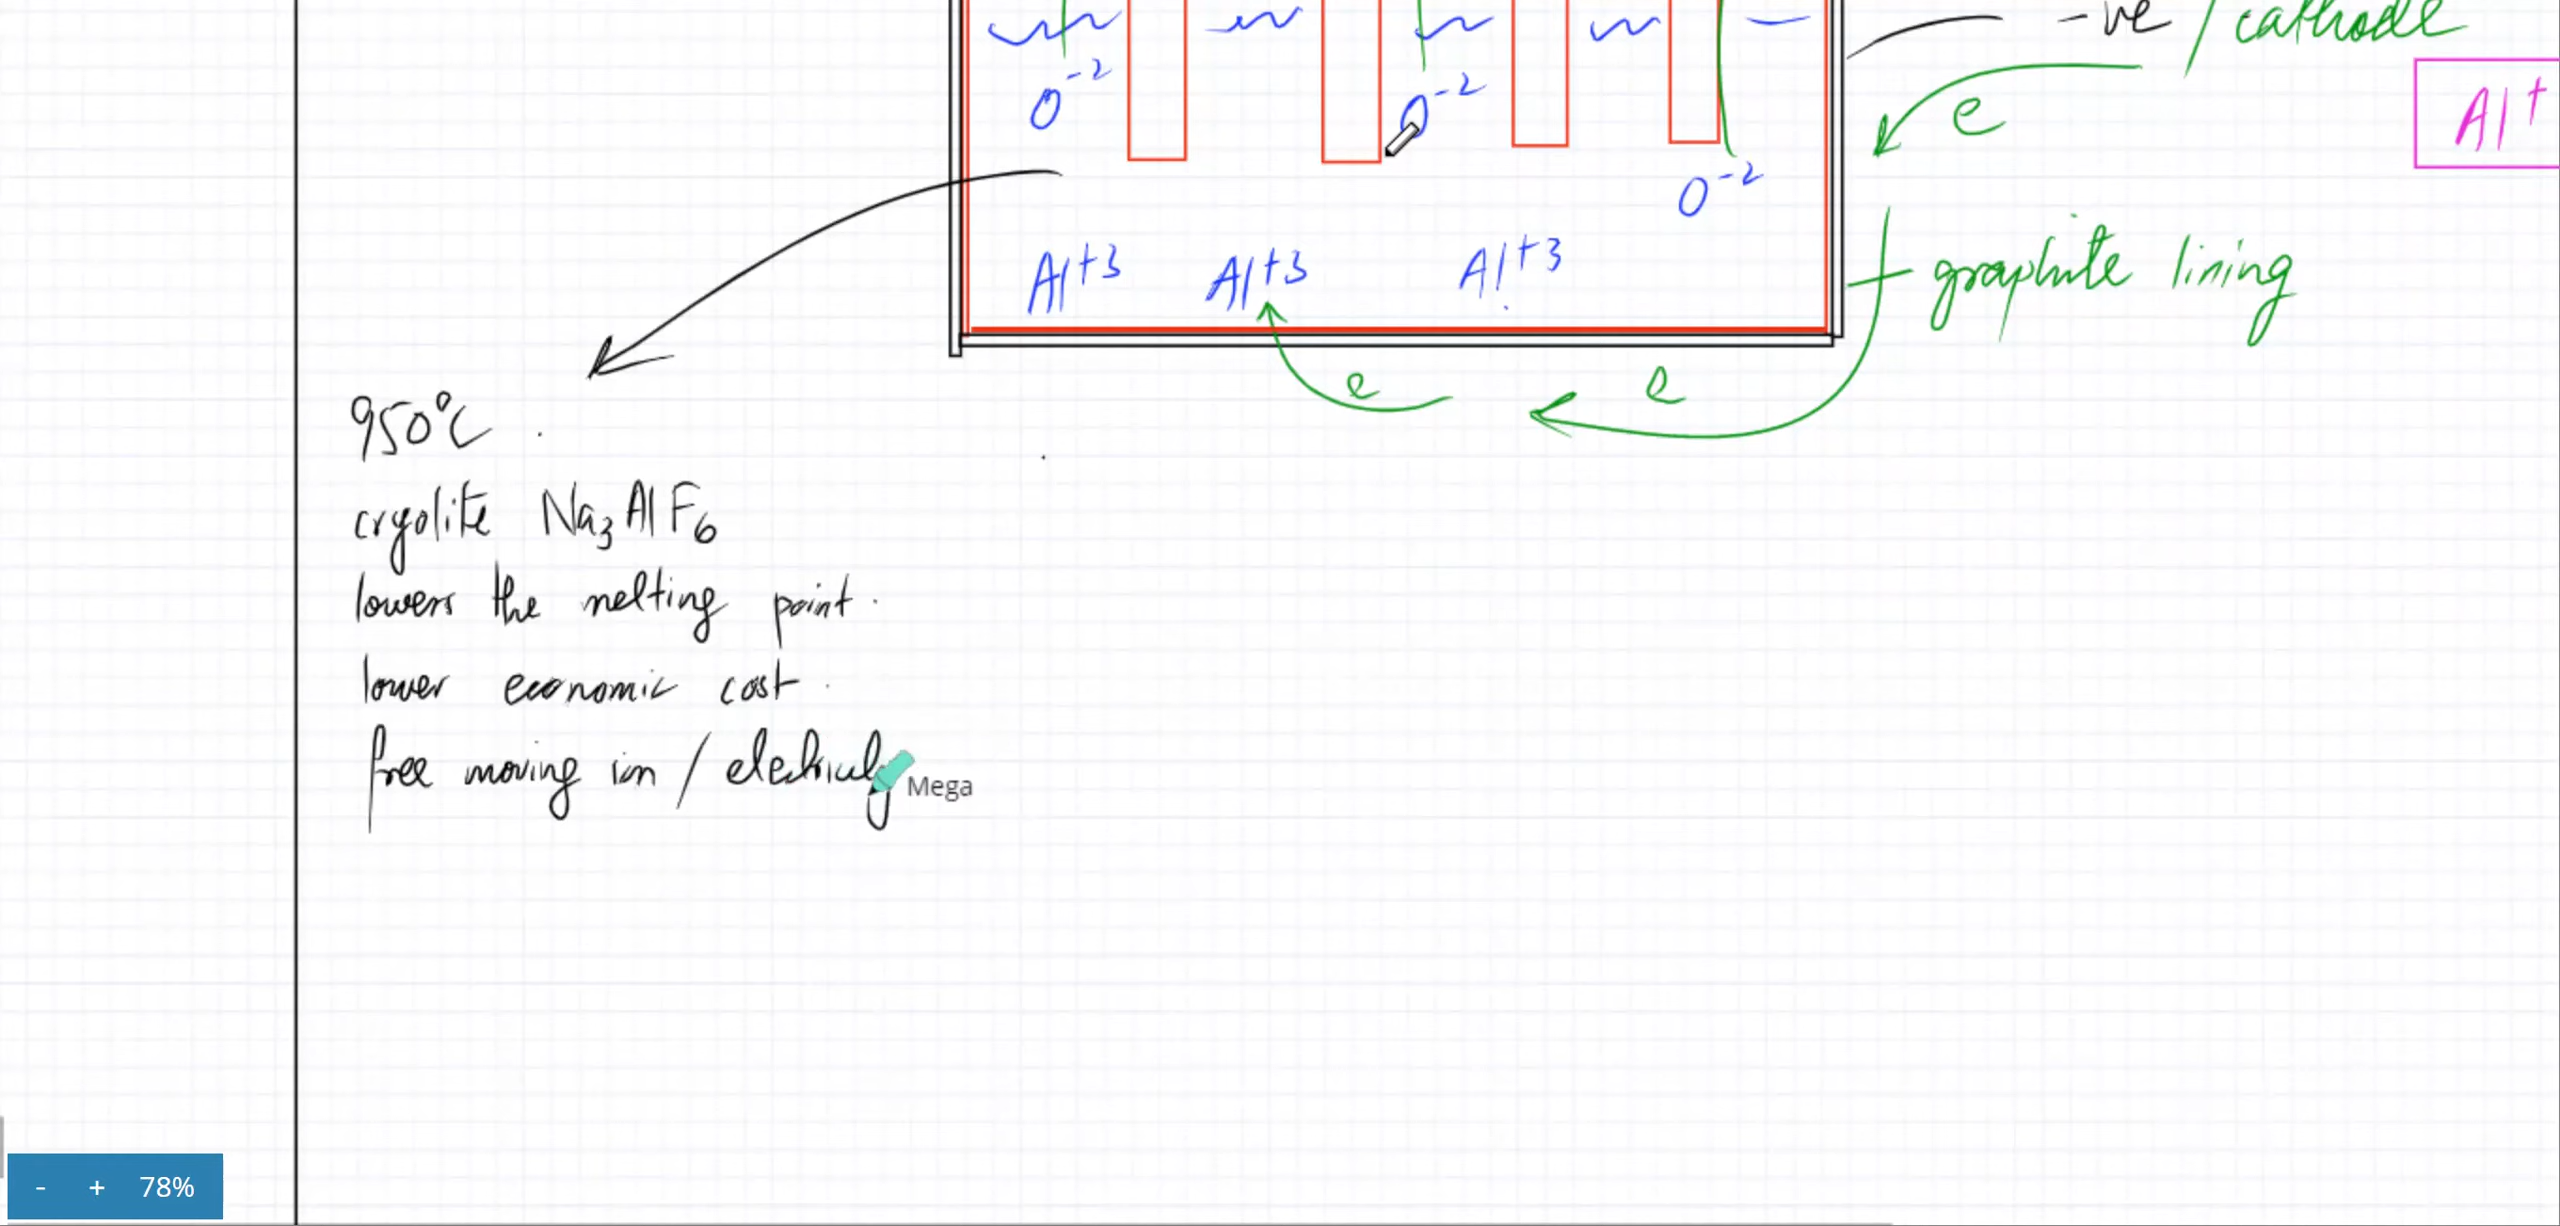 -ve / cathode
O⁻² O⁻² e Al⁺
O⁻²
Al⁺³ Al⁺³ Al⁺³ graphite lining
e e
950°C .
cryolite Na₃AlF₆
lowers the melting point .
lower economic cost .
free moving ion / electricity
Mega
- + 78%